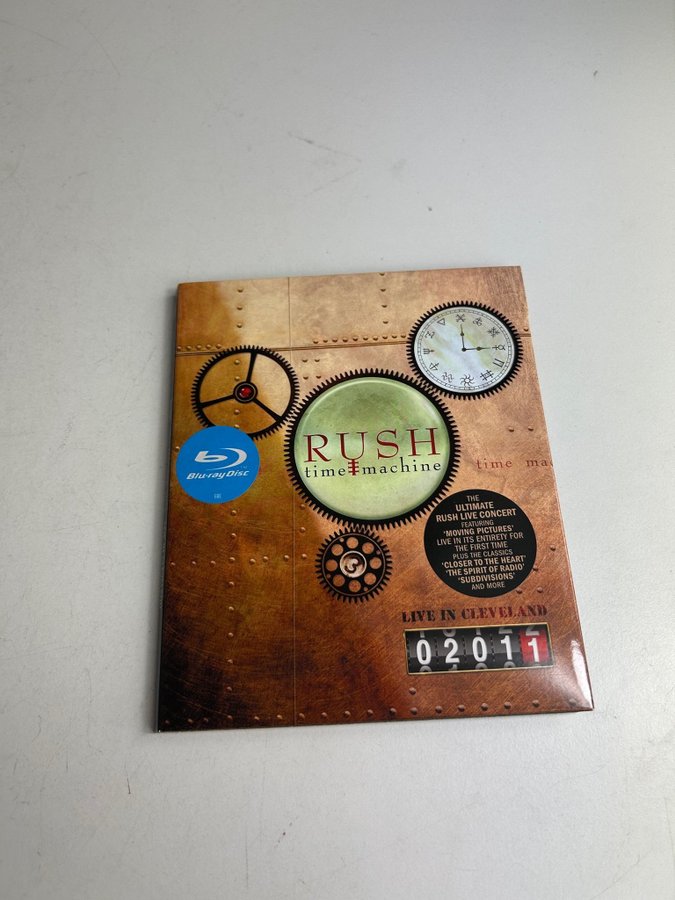 RUSH
time machine
time mac
Blu-ray Disc™
THE
ULTIMATE
RUSH LIVE CONCERT
FEATURING
'MOVING PICTURES'
LIVE IN ITS ENTIRETY FOR
THE FIRST TIME
PLUS THE CLASSICS
'CLOSER TO THE HEART'
'THE SPIRIT OF RADIO'
'SUBDIVISIONS'
AND MORE
LIVE IN CLEVELAND
02011